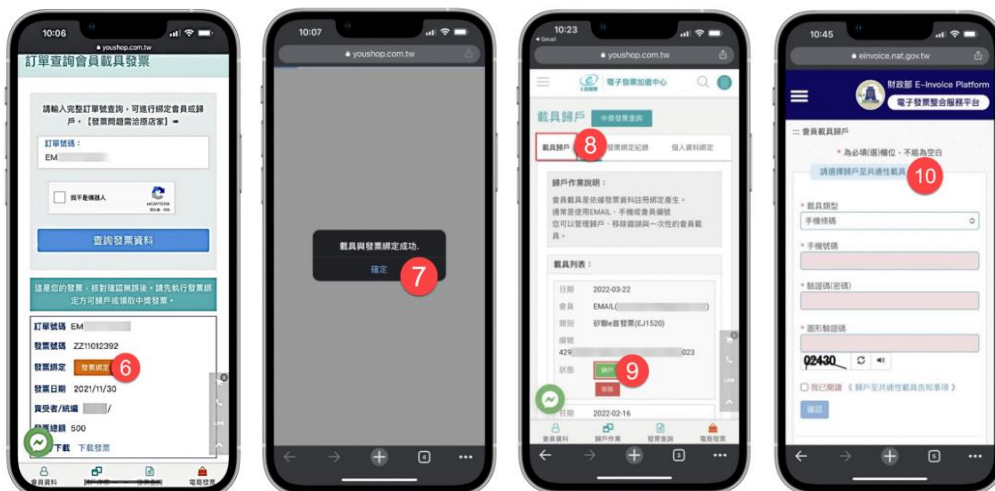 10:06
youshop.com.tw
訂單查詢會員載具發票
請輸入完整訂單號查詢，可進行綁定會員或歸
戶。【發票問題需洽原店家】
訂單號碼：
EM
我不是機器人
查詢發票資料
這是您的發票，核對確認無誤後。請先執行發票綁
定方可歸戶或領取中獎發票。
訂單號碼 EM
發票號碼 ZZ11012392
發票綁定 發票綁定 6
發票日期 2021/11/30
買受者/統編 /
發票總額 500
下載 下載發票
會員資料
電商發票
10:07
youshop.com.tw
載具與發票綁定成功.
確定
7
4
10:23
Gmail
youshop.com.tw
電子發票加值中心
載具歸戶 中獎發票查詢
載具歸戶 8 發票綁定紀錄 個人資料綁定
歸戶作業說明：
會員載具是依據發票資料註冊綁定產生。
通常是使用EMAIL、手機或會員編號
您可以管理歸戶、移除錯誤與一次性的會員載
具。
載具列表：
日期 2022-03-22
會員 EMAIL( )
類別 矽聯e首發票(EJ1520)
編號
429 023
狀態 歸戶 9
移除
日期 2022-02-16
會員資料 歸戶作業 發票查詢 電商發票
3
10:45
einvoice.nat.gov.tw
財政部 E-Invoice Platform
電子發票整合服務平台
::: 會員載具歸戶
* 為必填(選)欄位，不能為空白
請選擇歸戶至共通性載具 10
* 載具類型
手機條碼
* 手機號碼
* 驗證碼(密碼)
* 圖形驗證碼
02430
我已閱讀《 歸戶至共通性載具告知事項 》
確認
5